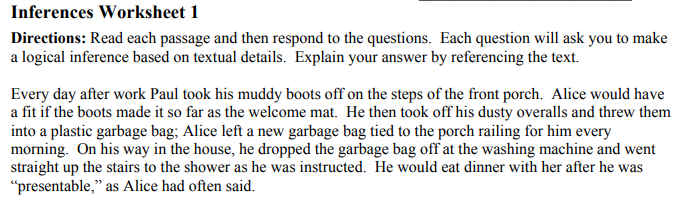 Inferences Worksheet 1
Directions: Read each passage and then respond to the questions.  Each question will ask you to make
a logical inference based on textual details.  Explain your answer by referencing the text.
Every day after work Paul took his muddy boots off on the steps of the front porch.  Alice would have
a fit if the boots made it so far as the welcome mat.  He then took off his dusty overalls and threw them
into a plastic garbage bag; Alice left a new garbage bag tied to the porch railing for him every
morning.  On his way in the house, he dropped the garbage bag off at the washing machine and went
straight up the stairs to the shower as he was instructed.  He would eat dinner with her after he was
“presentable,” as Alice had often said.